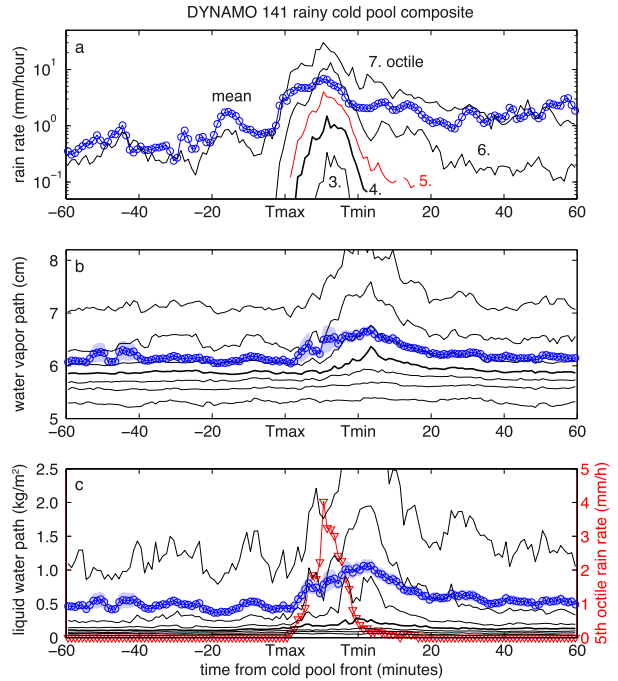 DYNAMO 141 rainy cold pool composite
a
7. octile
mean
6.
5.
4.
3.
rain rate (mm/hour)
10¹
10⁰
10⁻¹
−60 −40 −20 Tmax Tmin 20 40 60
b
water vapor path (cm)
8
7
6
5
−60 −40 −20 Tmax Tmin 20 40 60
c
liquid water path (kg/m²)
2.5
2.0
1.5
1.0
0.5
0
5th octile rain rate (mm/h)
5
4
3
2
1
0
−60 −40 −20 Tmax Tmin 20 40 60
time from cold pool front (minutes)